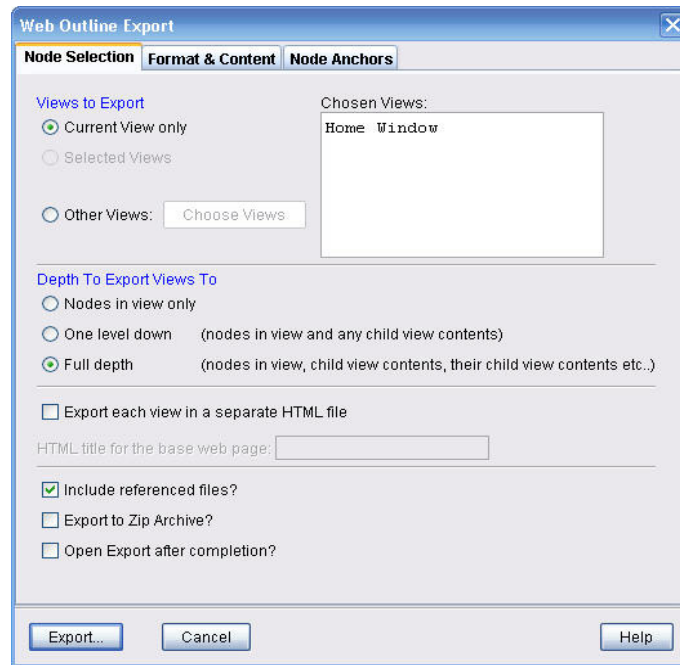 Web Outline Export
Node Selection Format & Content Node Anchors
Views to Export
Chosen Views:
Current View only
Home Window
Selected Views
Other Views: Choose Views
Depth To Export Views To
Nodes in view only
One level down (nodes in view and any child view contents)
Full depth (nodes in view, child view contents, their child view contents etc..)
Export each view in a separate HTML file
HTML title for the base web page:
Include referenced files?
Export to Zip Archive?
Open Export after completion?
Export... Cancel Help